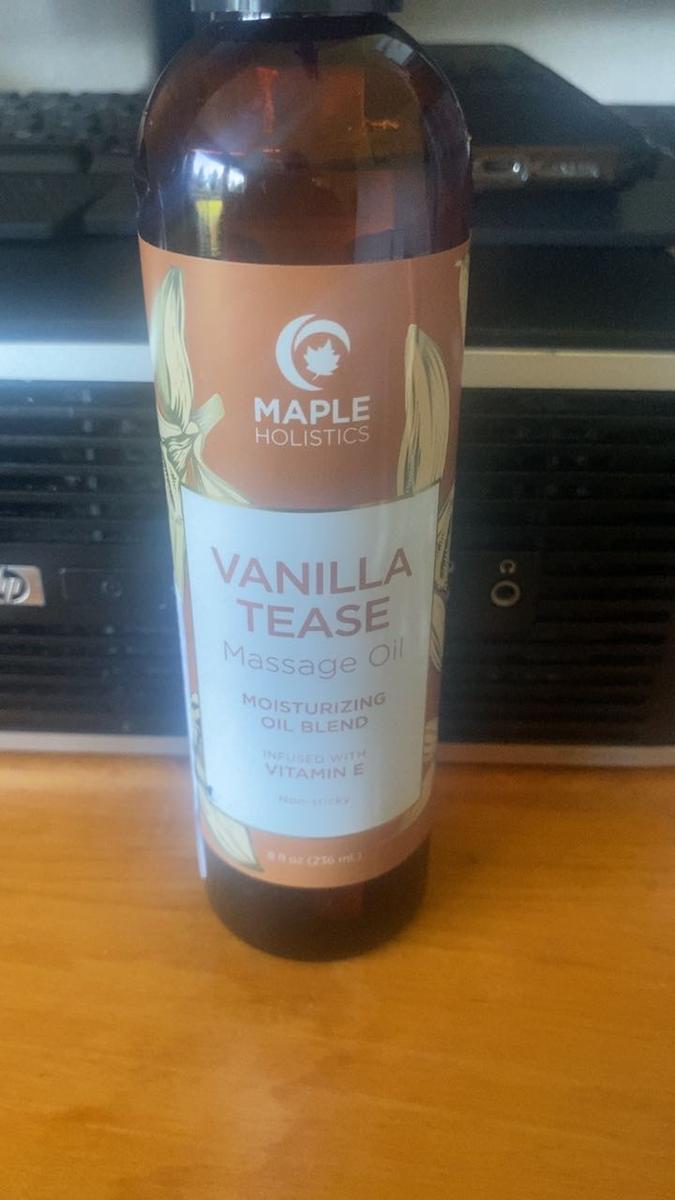 MAPLE
HOLISTICS
VANILLA
TEASE
Massage Oil
MOISTURIZING
OIL BLEND
INFUSED WITH
VITAMIN E
Non-sticky
8 fl oz (236 mL)
hp